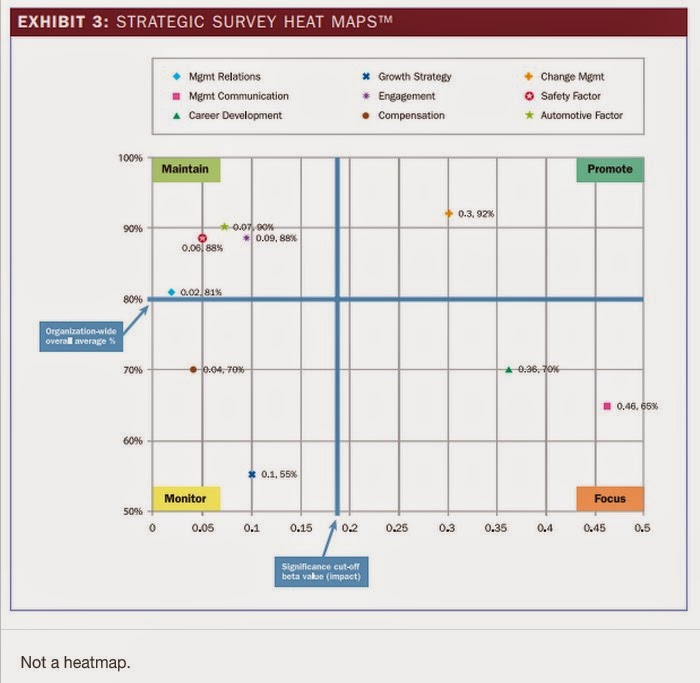 EXHIBIT 3: STRATEGIC SURVEY HEAT MAPS™
Mgmt Relations
Growth Strategy
Change Mgmt
Mgmt Communication
Engagement
Safety Factor
Career Development
Compensation
Automotive Factor
100%
Maintain
Promote
0.3, 92%
90%
0.07, 90%
0.09, 88%
0.06, 88%
0.02, 81%
80%
Organization-wide
overall average %
70%
0.04, 70%
0.36, 70%
0.46, 65%
60%
0.1, 55%
Monitor
Focus
50%
0 0.05 0.1 0.15 0.2 0.25 0.3 0.35 0.4 0.45 0.5
Significance cut-off
beta value (impact)
Not a heatmap.